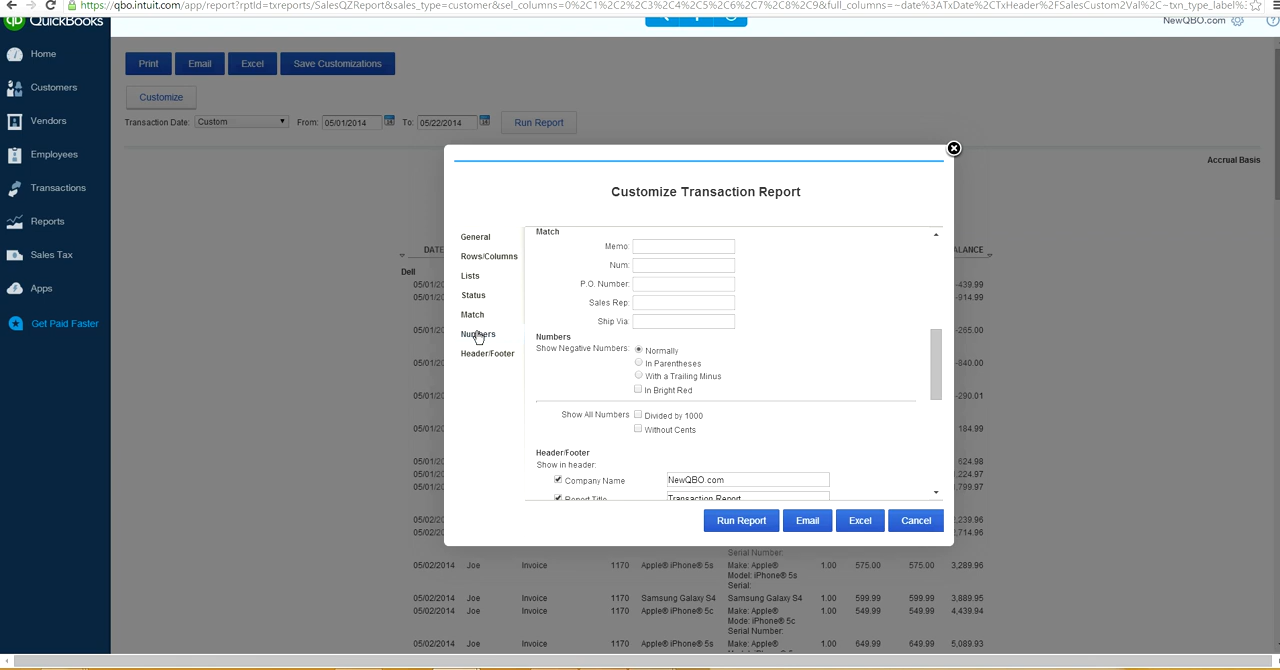 https://qbo.intuit.com/app/report?rptId=txreports/SalesQZReport&sales_type=customer&sel_columns=0%2C1%2C2%2C3%2C4%2C5%2C6%2C7%2C8%2C9&full_columns=~date%3ATxDate%2CTxHeader%2FSalesCustom2Val%2C~txn_type_label%
QuickBooks
NewQBO.com
Home
Customers
Vendors
Employees
Transactions
Reports
Sales Tax
Apps
Get Paid Faster
Print Email Excel Save Customizations
Customize
Transaction Date: Custom From: 05/01/2014 To: 05/22/2014 Run Report
Accrual Basis
Customize Transaction Report
General
Rows/Columns
Lists
Status
Match
Numbers
Header/Footer
Match
Memo:
Num:
P.O. Number:
Sales Rep:
Ship Via:
Numbers
Show Negative Numbers: Normally
In Parentheses
With a Trailing Minus
In Bright Red
Show All Numbers Divided by 1000
Without Cents
Header/Footer
Show in header:
Company Name NewQBO.com
Report Title Transaction Report
Run Report Email Excel Cancel
DATE ALANCE
Dell
05/01/20 -439.99
05/01/20 -914.99
05/01/20 -265.00
05/01/20 -840.00
05/01/20 -290.01
05/01/20 184.99
05/01/20 624.98
05/01/20 ,224.97
05/01/20 ,799.97
05/02/20 2,239.96
05/02/20 ,714.96
Serial Number:
05/02/2014 Joe Invoice 1170 Apple® iPhone® 5s Make: Apple® 1.00 575.00 575.00 3,289.96
Model: iPhone® 5s
Serial:
05/02/2014 Joe Invoice 1170 Samsung Galaxy S4 Samsung Galaxy S4 1.00 599.99 599.99 3,889.95
05/02/2014 Joe Invoice 1170 Apple® iPhone® 5c Make: Apple® 1.00 549.99 549.99 4,439.94
Mode: iPhone® 5c
Serial Number:
05/02/2014 Joe Invoice 1170 Apple® iPhone® 5s Make: Apple® 1.00 649.99 649.99 5,089.93